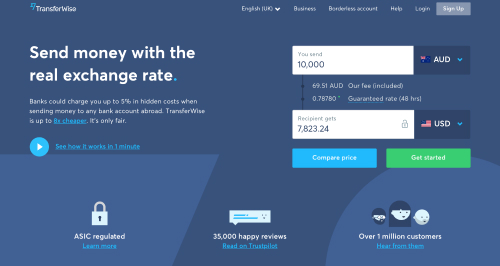 TransferWise
English (UK)
Business
Borderless account
Help
Login
Sign Up
Send money with the
real exchange rate.
Banks could charge you up to 5% in hidden costs when
sending money to any bank account abroad. TransferWise
is up to 8x cheaper. It's only fair.
See how it works in 1 minute
You send
10,000
AUD
69.51 AUD Our fee (included)
0.78780 * Guaranteed rate (48 hrs)
Recipient gets
7,823.24
USD
Compare price
Get started
ASIC regulated
Learn more
35,000 happy reviews
Read on Trustpilot
Over 1 million customers
Hear from them